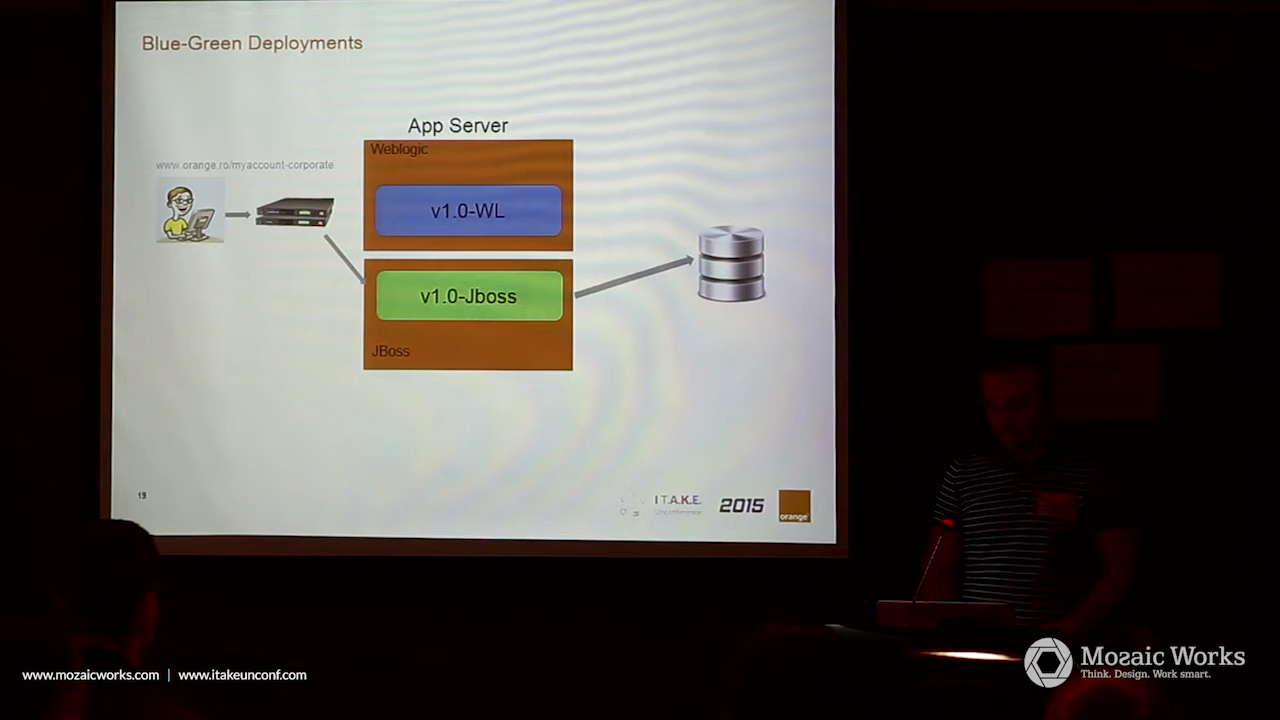 Blue-Green Deployments
App Server
www.orange.ro/myaccount-corporate
Weblogic
v1.0-WL
v1.0-Jboss
JBoss
19
I T.A.K.E.
Unconference
2015
orange
Mozaic Works
Think. Design. Work smart.
www.mozaicworks.com | www.itakeunconf.com